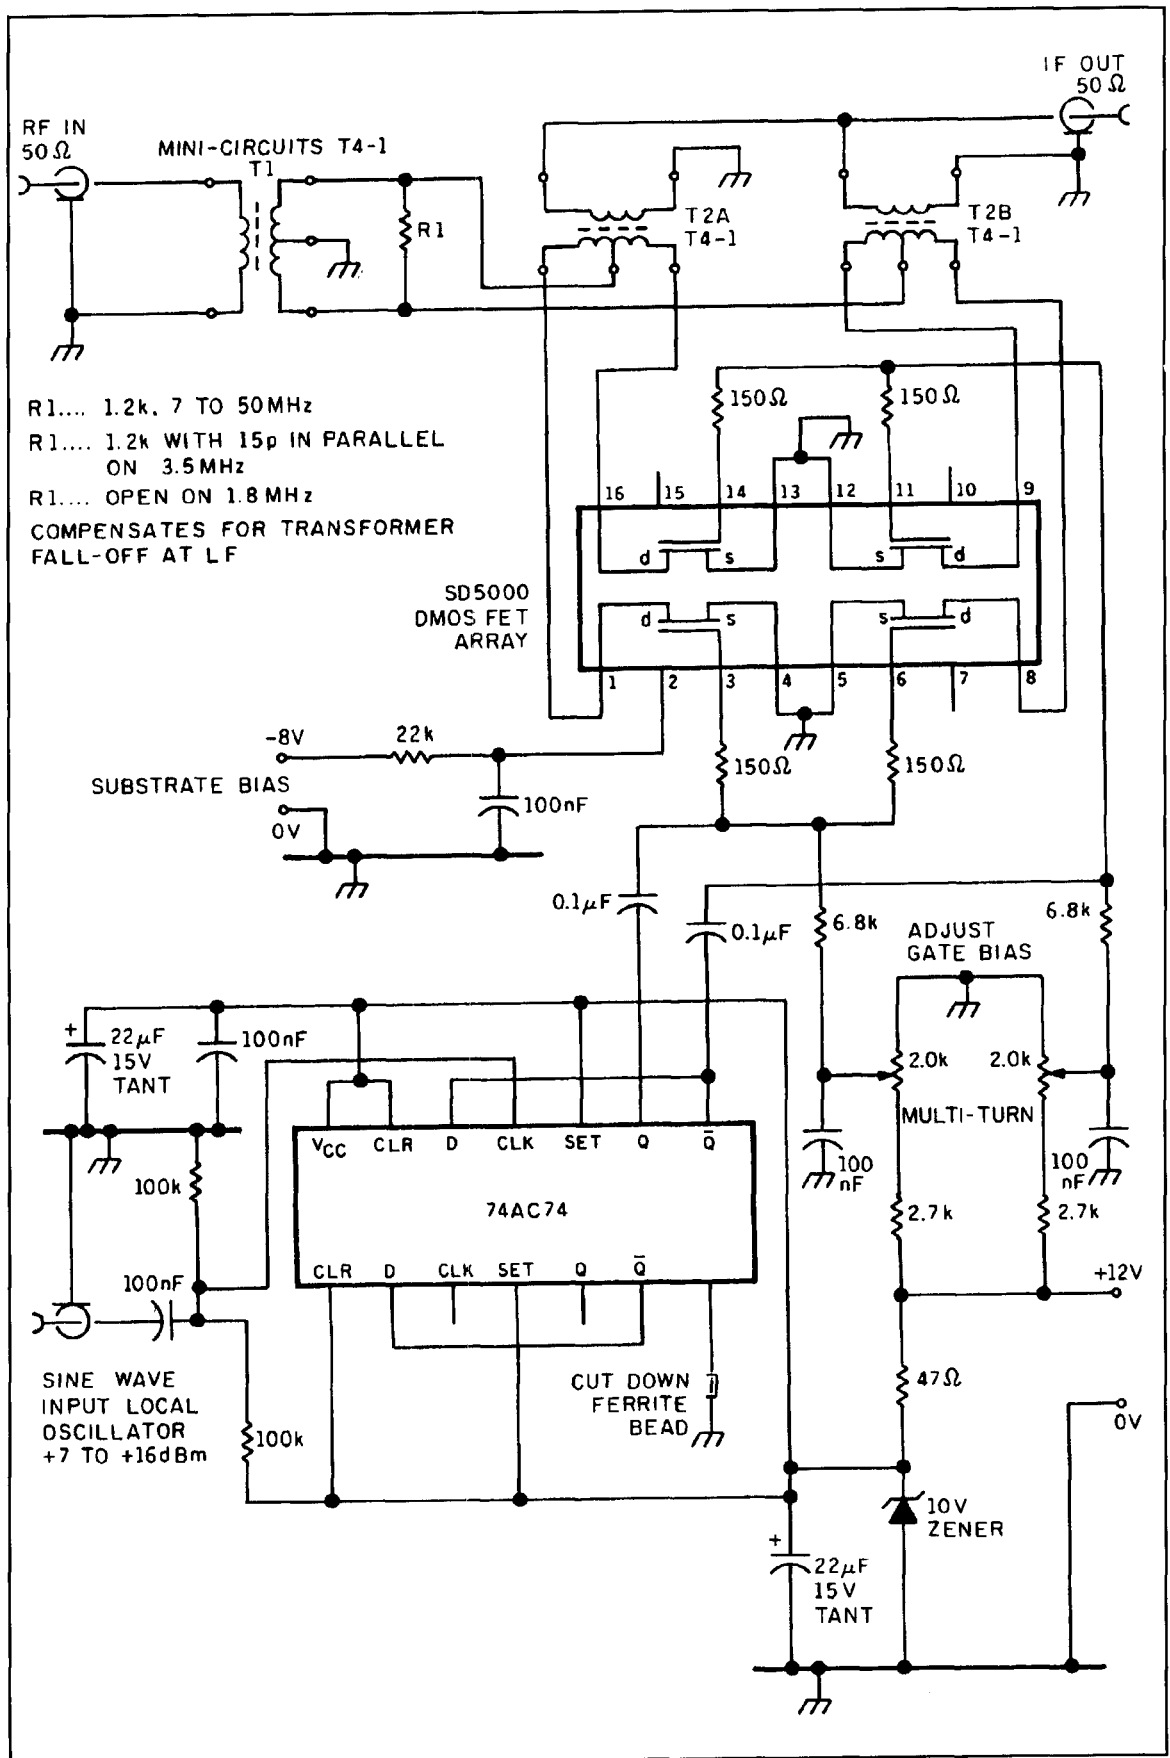 IF OUT
50Ω
RF IN
50Ω
MINI-CIRCUITS T4-1
T1
R1
T2A
T4-1
T2B
T4-1
R1.... 1.2k, 7 TO 50MHz
R1.... 1.2k WITH 15p IN PARALLEL
ON 3.5MHz
R1.... OPEN ON 1.8MHz
COMPENSATES FOR TRANSFORMER
FALL-OFF AT LF
150Ω
150Ω
16
15
14
13
12
11
10
9
d
s
s
d
SD5000
DMOS FET
ARRAY
d
s
s
d
1
2
3
4
5
6
7
8
-8V
22k
SUBSTRATE BIAS
0V
100nF
150Ω
150Ω
0.1µF
0.1µF
6.8k
6.8k
ADJUST
GATE BIAS
+
22µF
15V
TANT
100nF
2.0k
2.0k
MULTI-TURN
VCC
CLR
D
CLK
SET
Q
Q̅
100
nF
100
nF
100k
74AC74
2.7k
2.7k
CLR
D
CLK
SET
Q
Q̅
100nF
+12V
SINE WAVE
INPUT LOCAL
OSCILLATOR
+7 TO +16dBm
100k
CUT DOWN
FERRITE
BEAD
47Ω
0V
10V
ZENER
+
22µF
15V
TANT